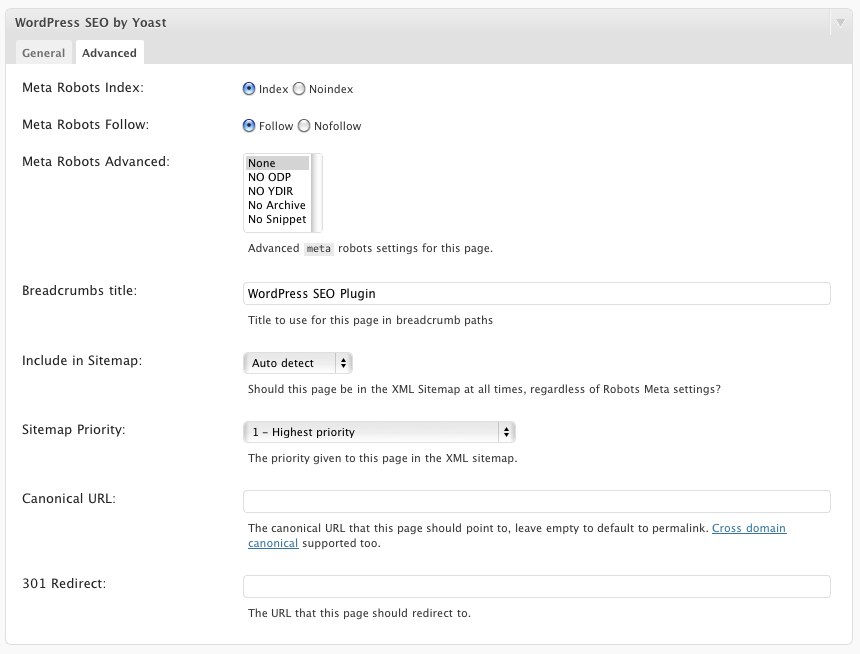 WordPress SEO by Yoast
General Advanced
Meta Robots Index: Index Noindex
Meta Robots Follow: Follow Nofollow
Meta Robots Advanced: None
NO ODP
NO YDIR
No Archive
No Snippet
Advanced meta robots settings for this page.
Breadcrumbs title: WordPress SEO Plugin
Title to use for this page in breadcrumb paths
Include in Sitemap: Auto detect
Should this page be in the XML Sitemap at all times, regardless of Robots Meta settings?
Sitemap Priority: 1 – Highest priority
The priority given to this page in the XML sitemap.
Canonical URL:
The canonical URL that this page should point to, leave empty to default to permalink. Cross domain
canonical supported too.
301 Redirect:
The URL that this page should redirect to.